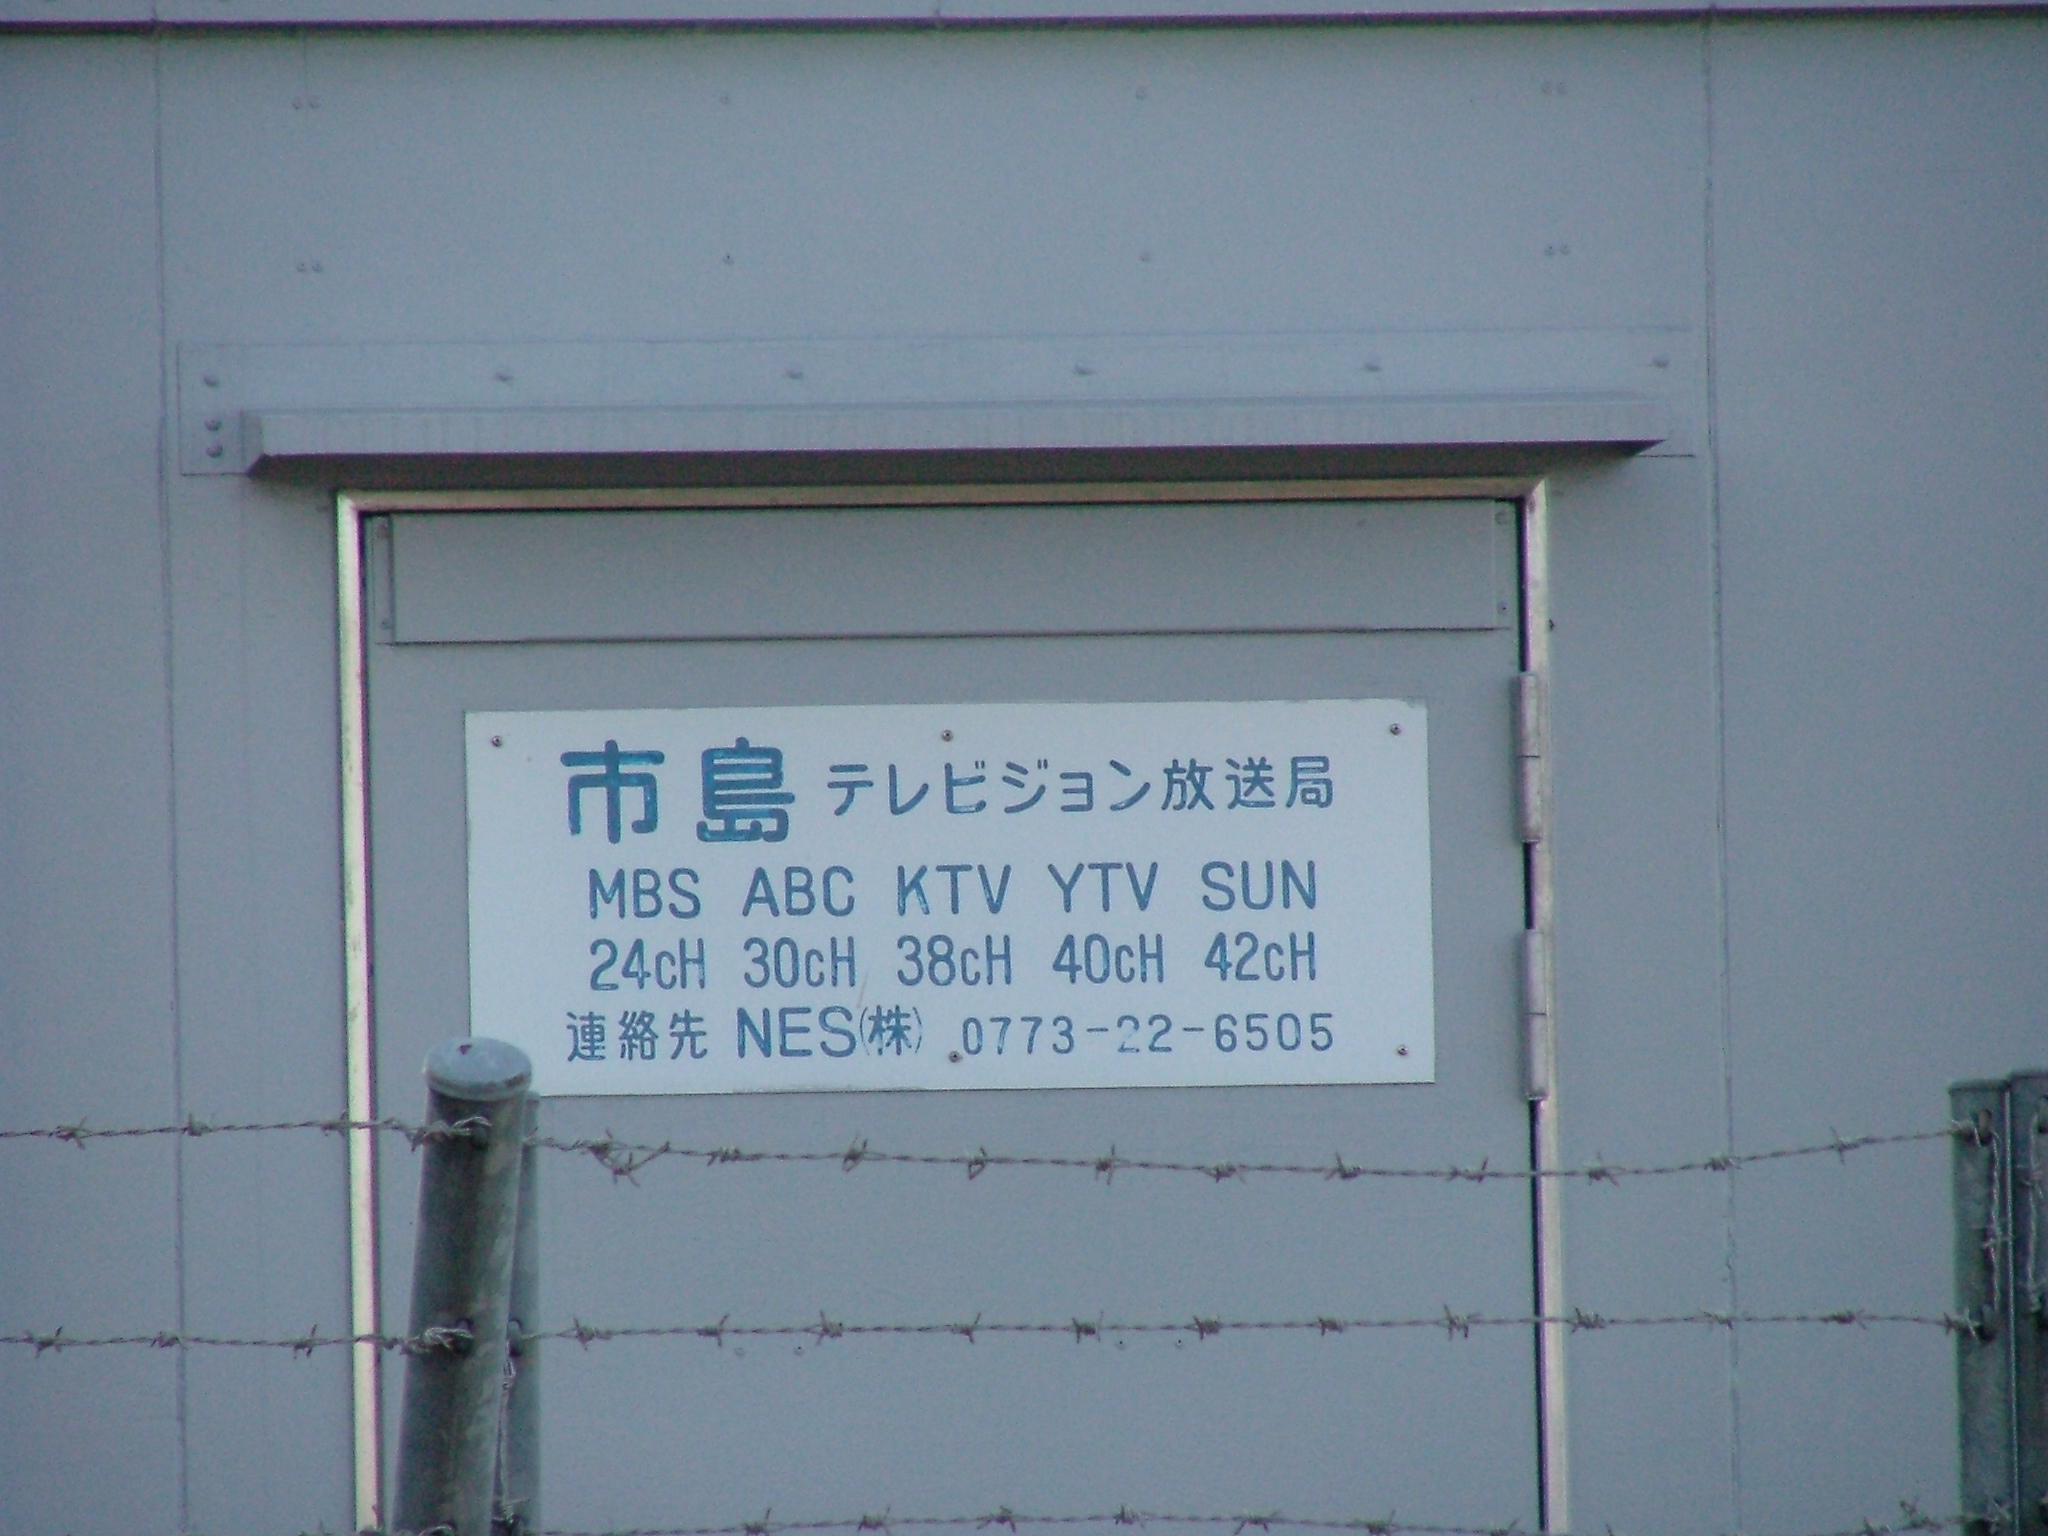 市島テレビジョン放送局
MBS ABC KTV YTV SUN
24cH 30cH 38cH 40cH 42cH
連絡先 NES(株) 0773-22-6505